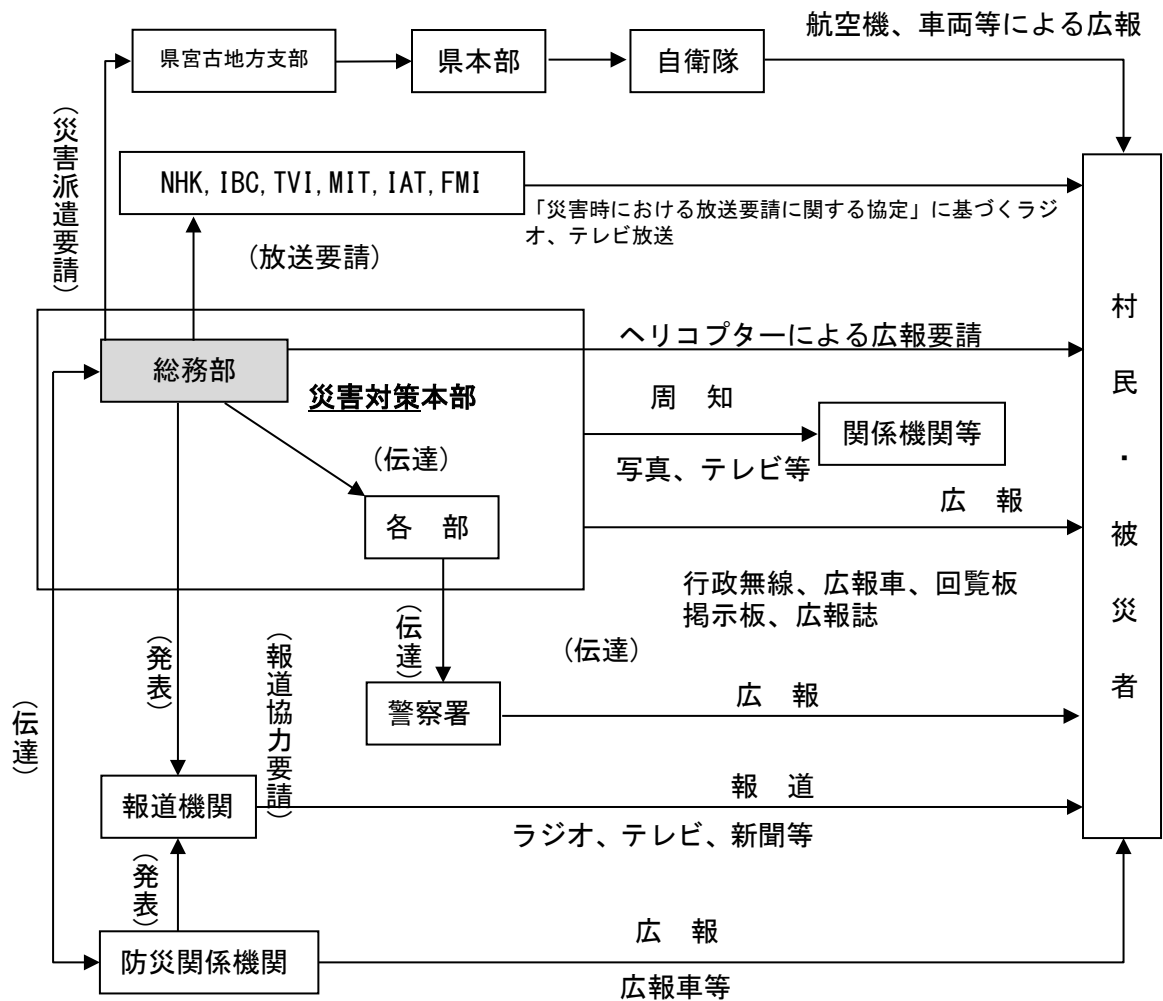 航空機、車両等による広報
県宮古地方支部
県本部
自衛隊
(災害派遣要請)
NHK, IBC, TVI, MIT, IAT, FMI
「災害時における放送要請に関する協定」に基づくラジ
オ、テレビ放送
(放送要請)
ヘリコプターによる広報要請
総務部
災害対策本部
周 知
関係機関等
(伝達)
写真、テレビ等
各 部
広 報
行政無線、広報車、回覧板
掲示板、広報誌
(伝達)
(伝達)
警察署
広 報
(発表)
(報道協力要請)
(伝達)
報道機関
報 道
ラジオ、テレビ、新聞等
(発表)
防災関係機関
広 報
広報車等
村民・被災者